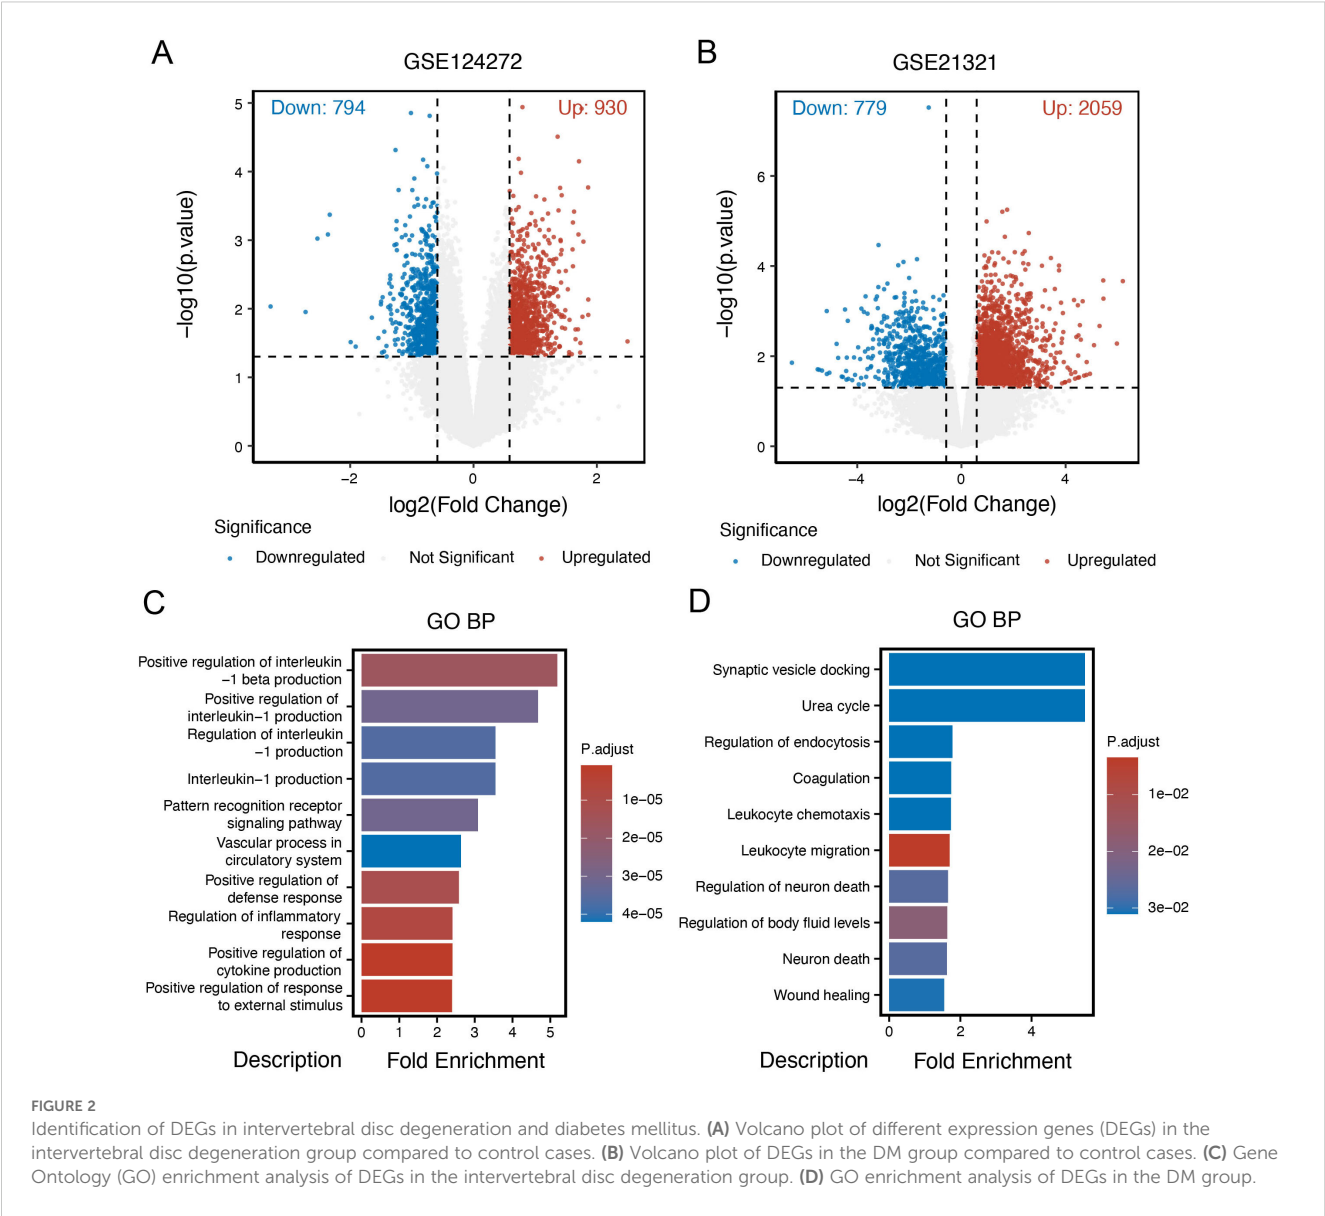 A
GSE124272
Down: 794
Up: 930
5
4
3
2
1
0
−log10(p.value)
−2
0
2
log2(Fold Change)
Significance
Downregulated
Not Significant
Upregulated
B
GSE21321
Down: 779
Up: 2059
6
4
2
0
−log10(p.value)
−4
0
4
log2(Fold Change)
Significance
Downregulated
Not Significant
Upregulated
C
GO BP
Positive regulation of interleukin
−1 beta production
Positive regulation of
interleukin−1 production
Regulation of interleukin
−1 production
Interleukin−1 production
Pattern recognition receptor
signaling pathway
Vascular process in
circulatory system
Positive regulation of
defense response
Regulation of inflammatory
response
Positive regulation of
cytokine production
Positive regulation of response
to external stimulus
0
1
2
3
4
5
Description
Fold Enrichment
P.adjust
1e−05
2e−05
3e−05
4e−05
D
GO BP
Synaptic vesicle docking
Urea cycle
Regulation of endocytosis
Coagulation
Leukocyte chemotaxis
Leukocyte migration
Regulation of neuron death
Regulation of body fluid levels
Neuron death
Wound healing
0
2
4
Description
Fold Enrichment
P.adjust
1e−02
2e−02
3e−02
FIGURE 2
Identification of DEGs in intervertebral disc degeneration and diabetes mellitus. (A) Volcano plot of different expression genes (DEGs) in the
intervertebral disc degeneration group compared to control cases. (B) Volcano plot of DEGs in the DM group compared to control cases. (C) Gene
Ontology (GO) enrichment analysis of DEGs in the intervertebral disc degeneration group. (D) GO enrichment analysis of DEGs in the DM group.